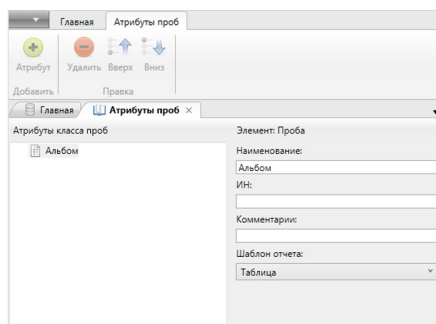 Главная Атрибуты проб
Атрибут Удалить Вверх Вниз
Добавить Правка
Главная Атрибуты проб
Атрибуты класса проб
Альбом
Элемент: Проба
Наименование:
Альбом
ИН:
Комментарии:
Шаблон отчета:
Таблица